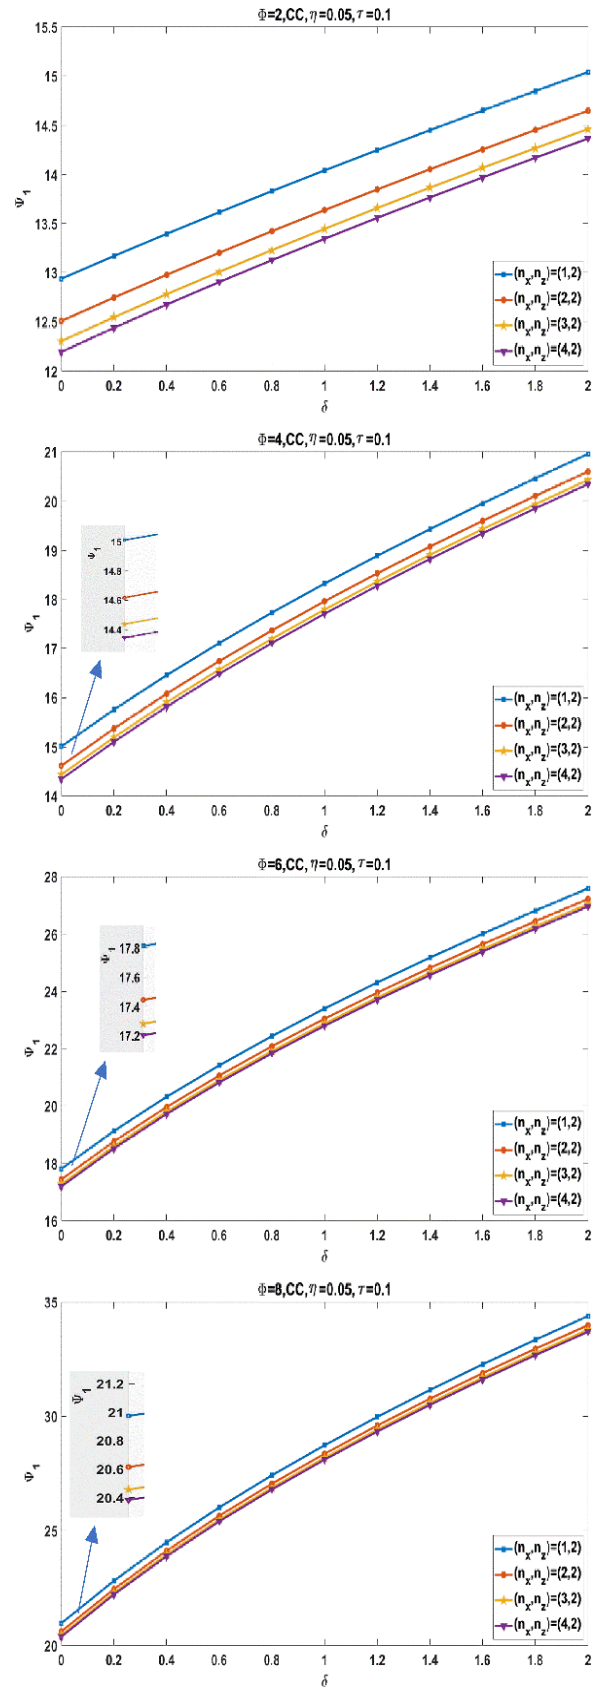 Φ=2,CC,η=0.05,τ=0.1
15.5
15
14.5
14
13.5
13
12.5
12
Ψ1
0 0.2 0.4 0.6 0.8 1 1.2 1.4 1.6 1.8 2
δ
(nx,nz)=(1,2)
(nx,nz)=(2,2)
(nx,nz)=(3,2)
(nx,nz)=(4,2)
Φ=4,CC,η=0.05,τ=0.1
21
20
19
18
17
16
15
14
Ψ1
15
14.8
14.6
14.4
Ψ1
0 0.2 0.4 0.6 0.8 1 1.2 1.4 1.6 1.8 2
δ
(nx,nz)=(1,2)
(nx,nz)=(2,2)
(nx,nz)=(3,2)
(nx,nz)=(4,2)
Φ=6,CC,η=0.05,τ=0.1
28
26
24
22
20
18
16
Ψ1
17.8
17.6
17.4
17.2
Ψ1
0 0.2 0.4 0.6 0.8 1 1.2 1.4 1.6 1.8 2
δ
(nx,nz)=(1,2)
(nx,nz)=(2,2)
(nx,nz)=(3,2)
(nx,nz)=(4,2)
Φ=8,CC,η=0.05,τ=0.1
35
30
25
20
Ψ1
21.2
21
20.8
20.6
20.4
Ψ1
0 0.2 0.4 0.6 0.8 1 1.2 1.4 1.6 1.8 2
δ
(nx,nz)=(1,2)
(nx,nz)=(2,2)
(nx,nz)=(3,2)
(nx,nz)=(4,2)